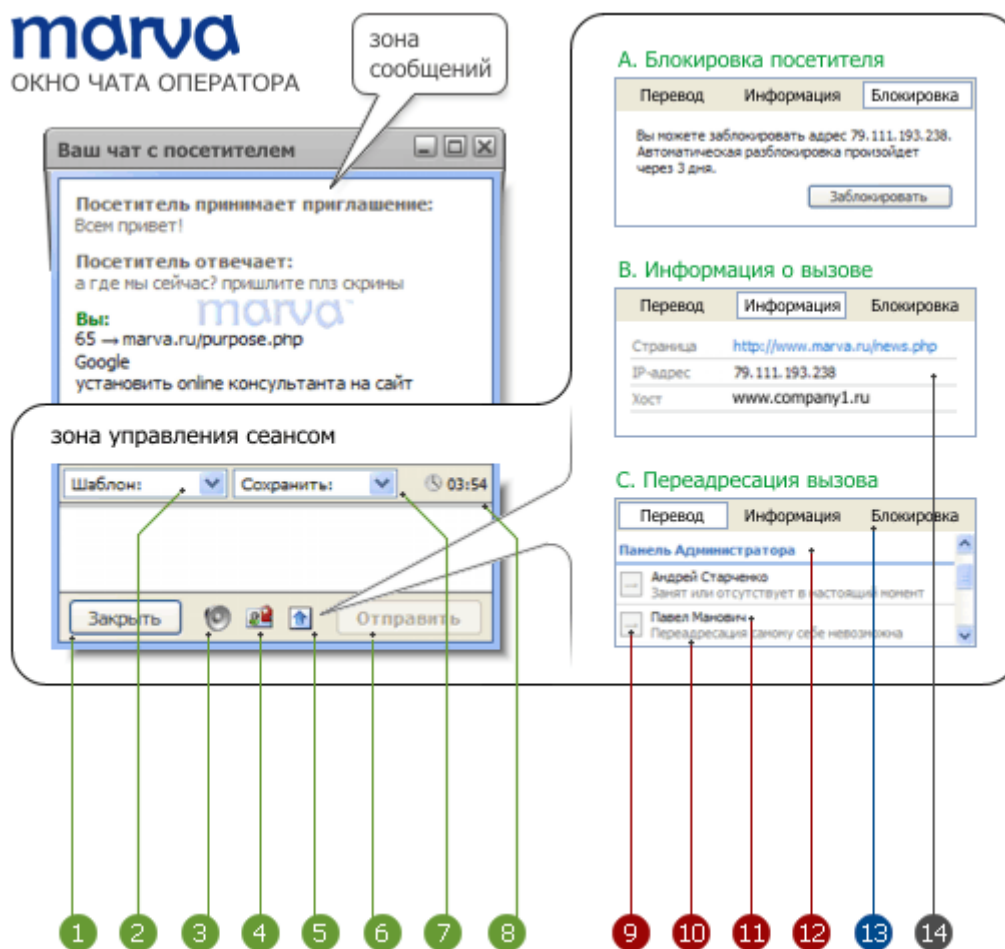 marva
ОКНО ЧАТА ОПЕРАТОРА
зона
сообщений
Ваш чат с посетителем
Посетитель принимает приглашение:
Всем привет!
Посетитель отвечает:
а где мы сейчас? пришлите плз скрины
marva
Вы:
65 → marva.ru/purpose.php
Google
установить online консультанта на сайт
зона управления сеансом
Шаблон:
Сохранить:
03:54
Закрыть
Отправить
А. Блокировка посетителя
Перевод Информация Блокировка
Вы можете заблокировать адрес 79.111.193.238.
Автоматическая разблокировка произойдет
через 3 дня.
Заблокировать
В. Информация о вызове
Перевод Информация Блокировка
Страница http://www.marva.ru/news.php
IP-адрес 79.111.193.238
Хост www.company1.ru
С. Переадресация вызова
Перевод Информация Блокировка
Панель Администратора
Андрей Старченко
Занят или отсутствует в настоящий момент
Павел Манович
Переадресация самому себе невозможна
1 2 3 4 5 6 7 8 9 10 11 12 13 14